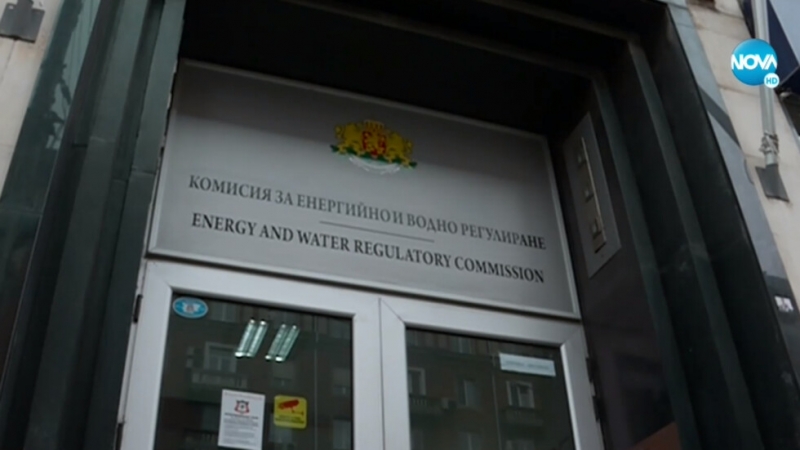 NOVA
HD
КОМИСИЯ ЗА ЕНЕРГИЙНО И ВОДНО РЕГУЛИРАНЕ
ENERGY AND WATER REGULATORY COMMISSION